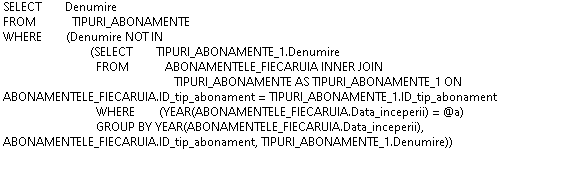 SELECT Denumire
FROM TIPURI_ABONAMENTE
WHERE (Denumire NOT IN
(SELECT TIPURI_ABONAMENTE_1.Denumire
FROM ABONAMENTELE_FIECARUIA INNER JOIN
TIPURI_ABONAMENTE AS TIPURI_ABONAMENTE_1 ON
ABONAMENTELE_FIECARUIA.ID_tip_abonament = TIPURI_ABONAMENTE_1.ID_tip_abonament
WHERE (YEAR(ABONAMENTELE_FIECARUIA.Data_inceperii) = @a)
GROUP BY YEAR(ABONAMENTELE_FIECARUIA.Data_inceperii),
ABONAMENTELE_FIECARUIA.ID_tip_abonament, TIPURI_ABONAMENTE_1.Denumire))